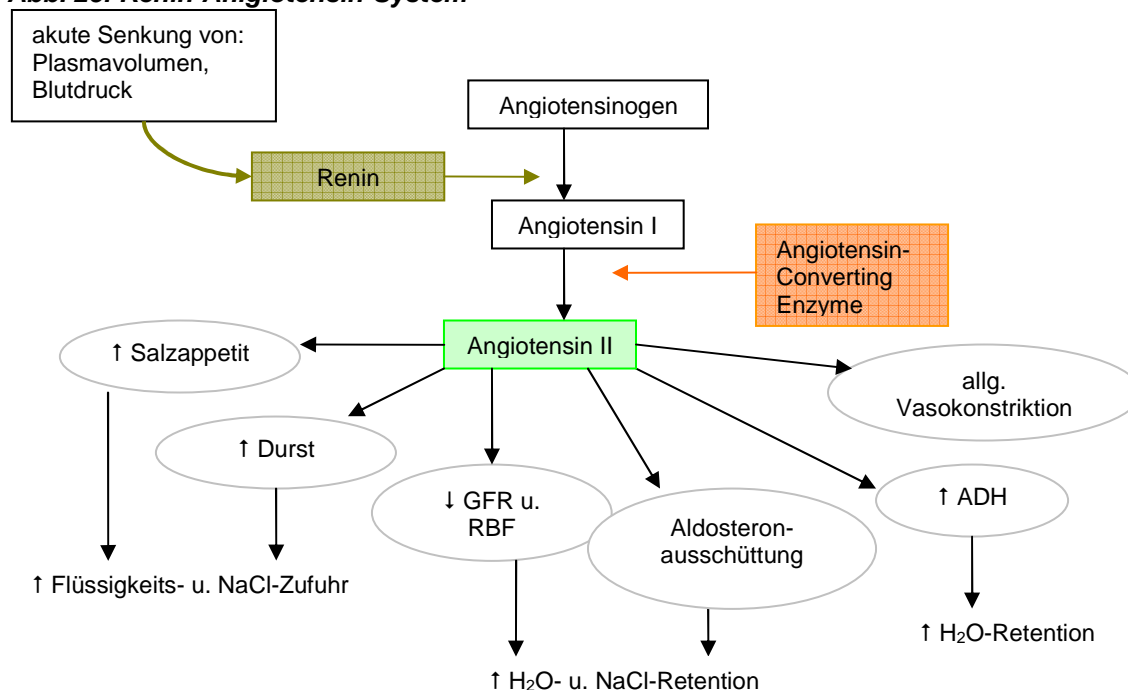 akute Senkung von:
Plasmavolumen,
Blutdruck
Angiotensinogen
Renin
Angiotensin I
Angiotensin-
Converting
Enzyme
↑ Salzappetit
Angiotensin II
allg.
Vasokonstriktion
↑ Durst
↓ GFR u.
RBF
Aldosteron-
ausschüttung
↑ ADH
↑ Flüssigkeits- u. NaCl-Zufuhr
↑ H₂O-Retention
↑ H₂O- u. NaCl-Retention